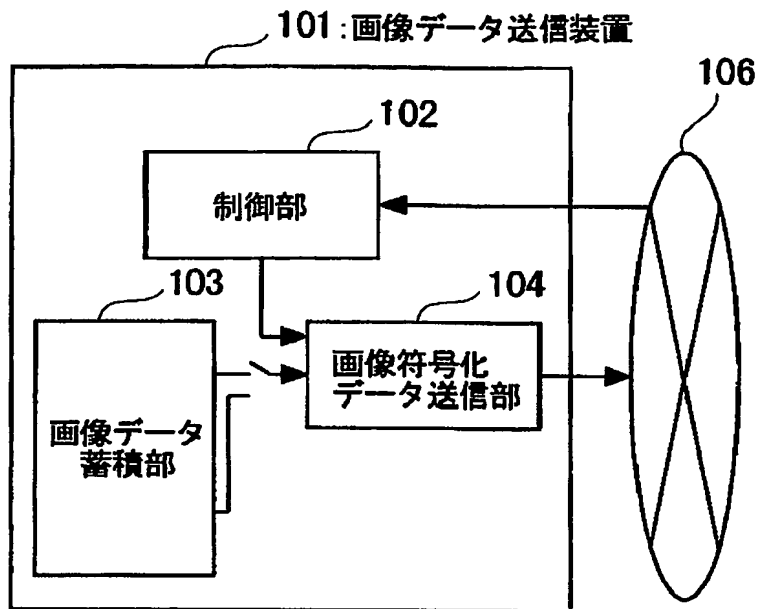 101:画像データ送信装置
106
102
制御部
103
104
画像符号化
データ送信部
画像データ
蓄積部